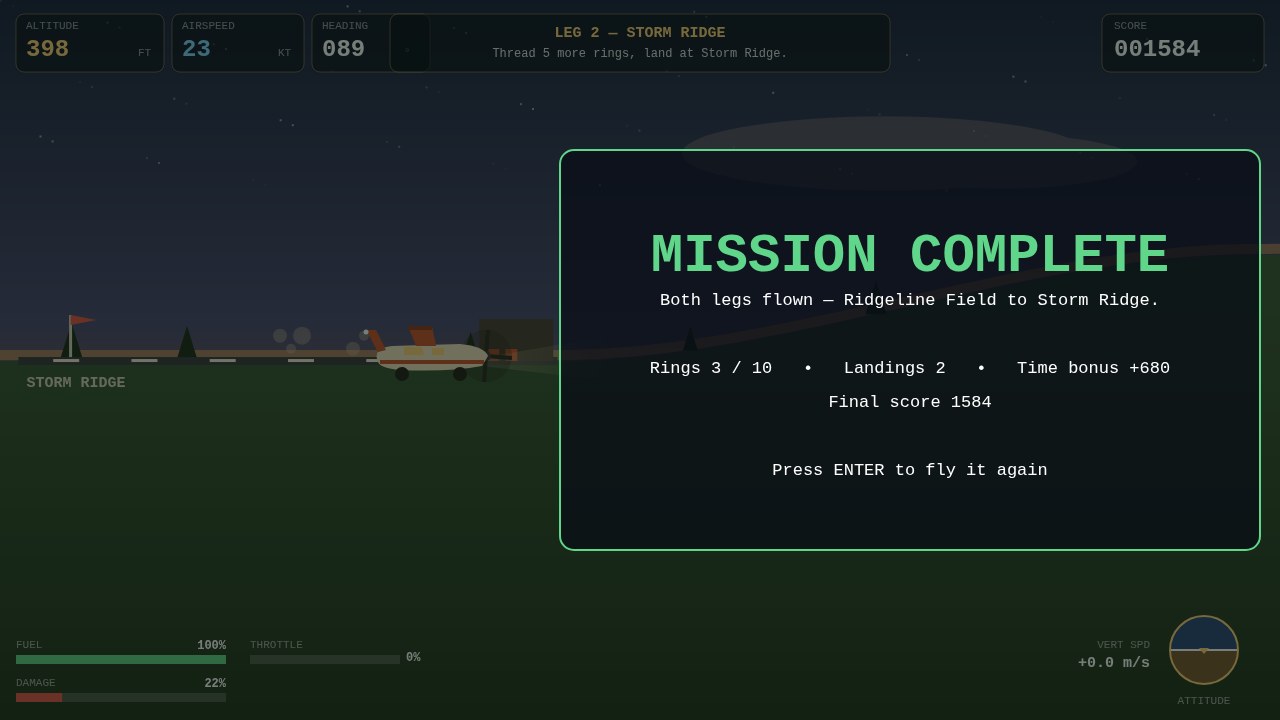 ALTITUDE
398 FT
AIRSPEED
23 KT
HEADING
089
LEG 2 — STORM RIDGE
Thread 5 more rings, land at Storm Ridge.
SCORE
001584
MISSION COMPLETE
Both legs flown — Ridgeline Field to Storm Ridge.
Rings 3 / 10 • Landings 2 • Time bonus +680
Final score 1584
Press ENTER to fly it again
STORM RIDGE
FUEL 100%
THROTTLE 0%
DAMAGE 22%
VERT SPD
+0.0 m/s
ATTITUDE